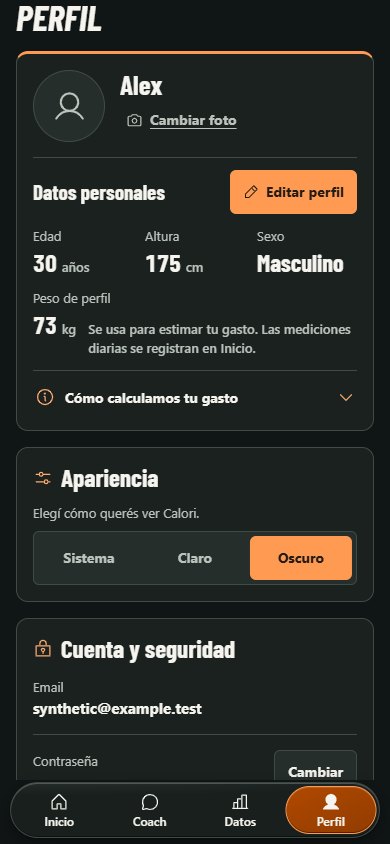 PERFIL
Alex
Cambiar foto
Datos personales
Editar perfil
Edad
Altura
Sexo
30 años
175 cm
Masculino
Peso de perfil
73 kg
Se usa para estimar tu gasto. Las mediciones
diarias se registran en Inicio.
Cómo calculamos tu gasto
Apariencia
Elegí cómo querés ver Calori.
Sistema
Claro
Oscuro
Cuenta y seguridad
Email
synthetic@example.test
Contraseña
Cambiar
Inicio
Coach
Datos
Perfil